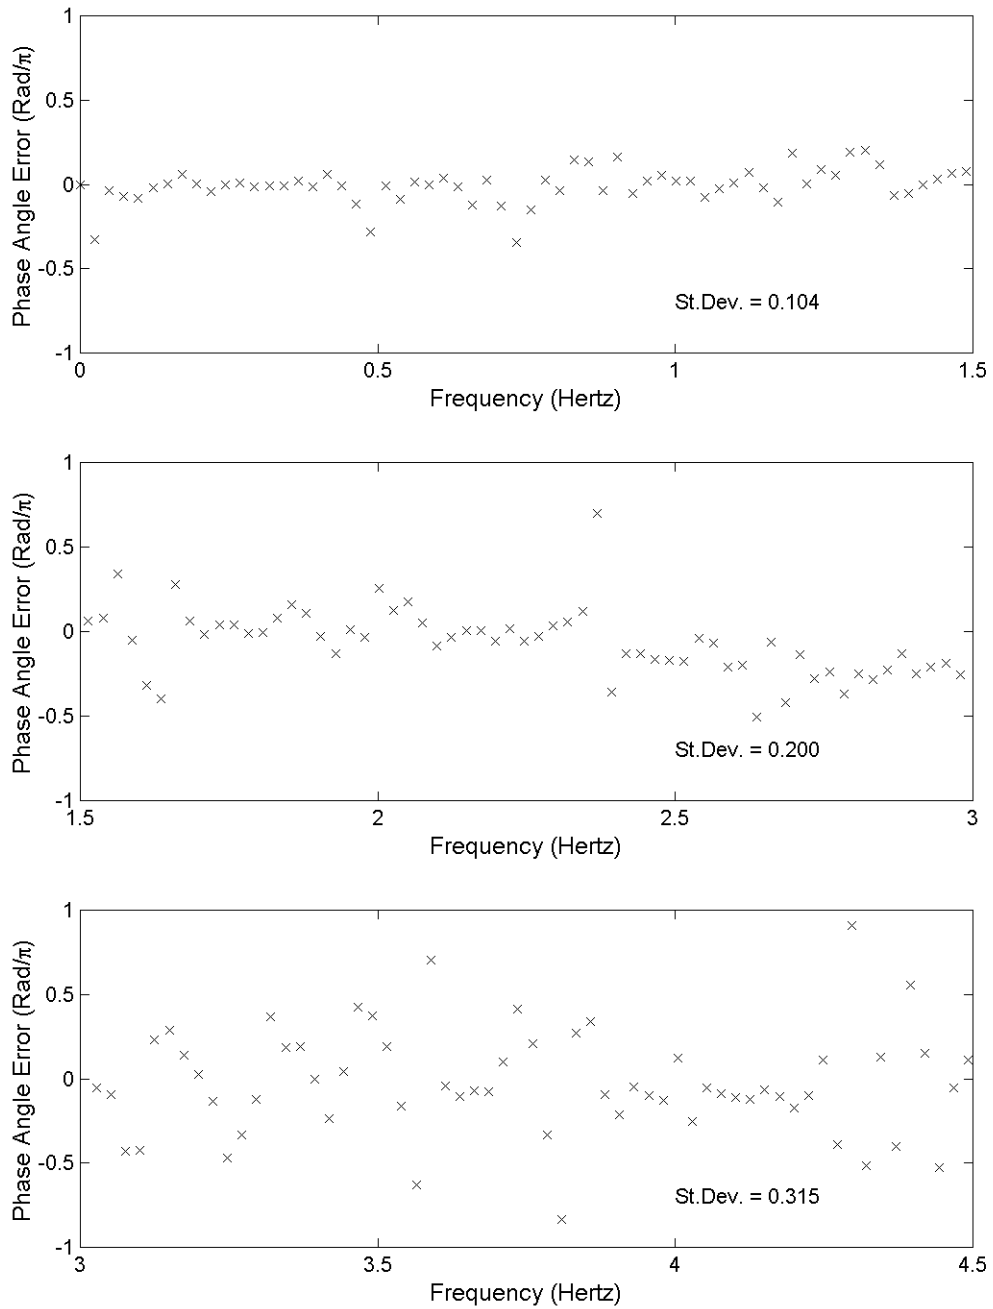 1
0.5
0
-0.5
-1
Phase Angle Error (Rad/π)
St.Dev. = 0.104
0 0.5 1 1.5
Frequency (Hertz)
1
0.5
0
-0.5
-1
Phase Angle Error (Rad/π)
St.Dev. = 0.200
1.5 2 2.5 3
Frequency (Hertz)
1
0.5
0
-0.5
-1
Phase Angle Error (Rad/π)
St.Dev. = 0.315
3 3.5 4 4.5
Frequency (Hertz)